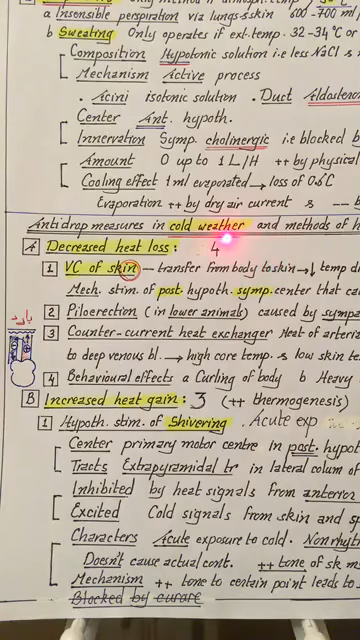 a Insensible perspiration via lungs & skin 600-700 ml/
b Sweating Only operates if ext. temp. 32-34°C or
Composition Hypotonic solution i.e less NaCl &
Mechanism Active process
. Acini isotonic solution . Duct Aldosteron
Center Ant. hypoth.
Innervation Symp. cholinergic i.e blocked b
Amount 0 up to 1 L/H ++ by physical
Cooling effect 1 ml evaporated → loss of 0.6C
Evaporation ++ by dry air current & -- b
Antidrop measures in cold weather and methods of h
A Decreased heat loss: 4
1 VC of skin — transfer from body to skin → ↓ temp d
Mech. stim. of post. hypoth. symp. center that ca
2 Piloerection (in lower animals) caused by sympa
3 Counter-current heat exchanger Heat of arteria
to deep venous bl. → high core temp. & low skin te
4 Behavioural effects a Curling of body b Heavy
B Increased heat gain: 3 (++ thermogenesis)
1 Hypoth. stim. of Shivering . Acute exp
Center primary motor centre in post. hypot
Tracts Extrapyramidal tr in lateral colum of
Inhibited by heat signals from anterior
Excited Cold signals from skin and sp
Characters Acute exposure to cold. Nonrhythm
Doesn't cause actual cont. ++ tone of sk m
Mechanism ++ tone to certain point leads to
Blocked by curare